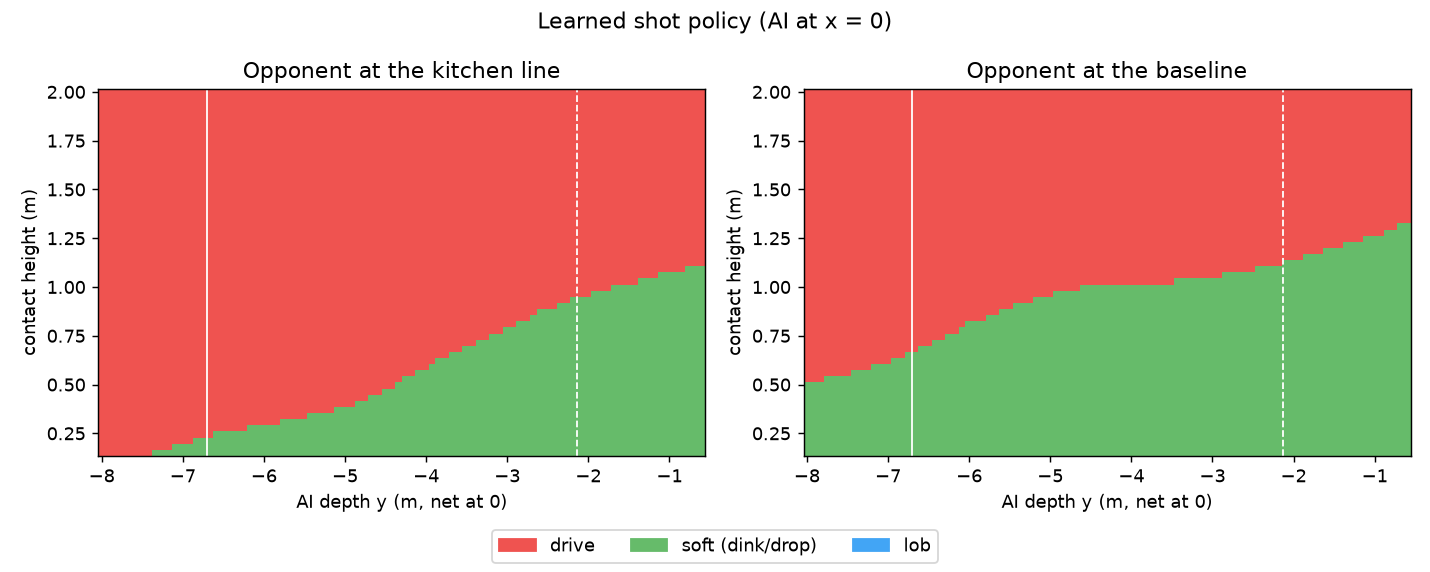 Learned shot policy (AI at x = 0)
Opponent at the kitchen line
Opponent at the baseline
2.00
1.75
1.50
1.25
1.00
0.75
0.50
0.25
contact height (m)
−8 −7 −6 −5 −4 −3 −2 −1
AI depth y (m, net at 0)
2.00
1.75
1.50
1.25
1.00
0.75
0.50
0.25
contact height (m)
−8 −7 −6 −5 −4 −3 −2 −1
AI depth y (m, net at 0)
drive soft (dink/drop) lob